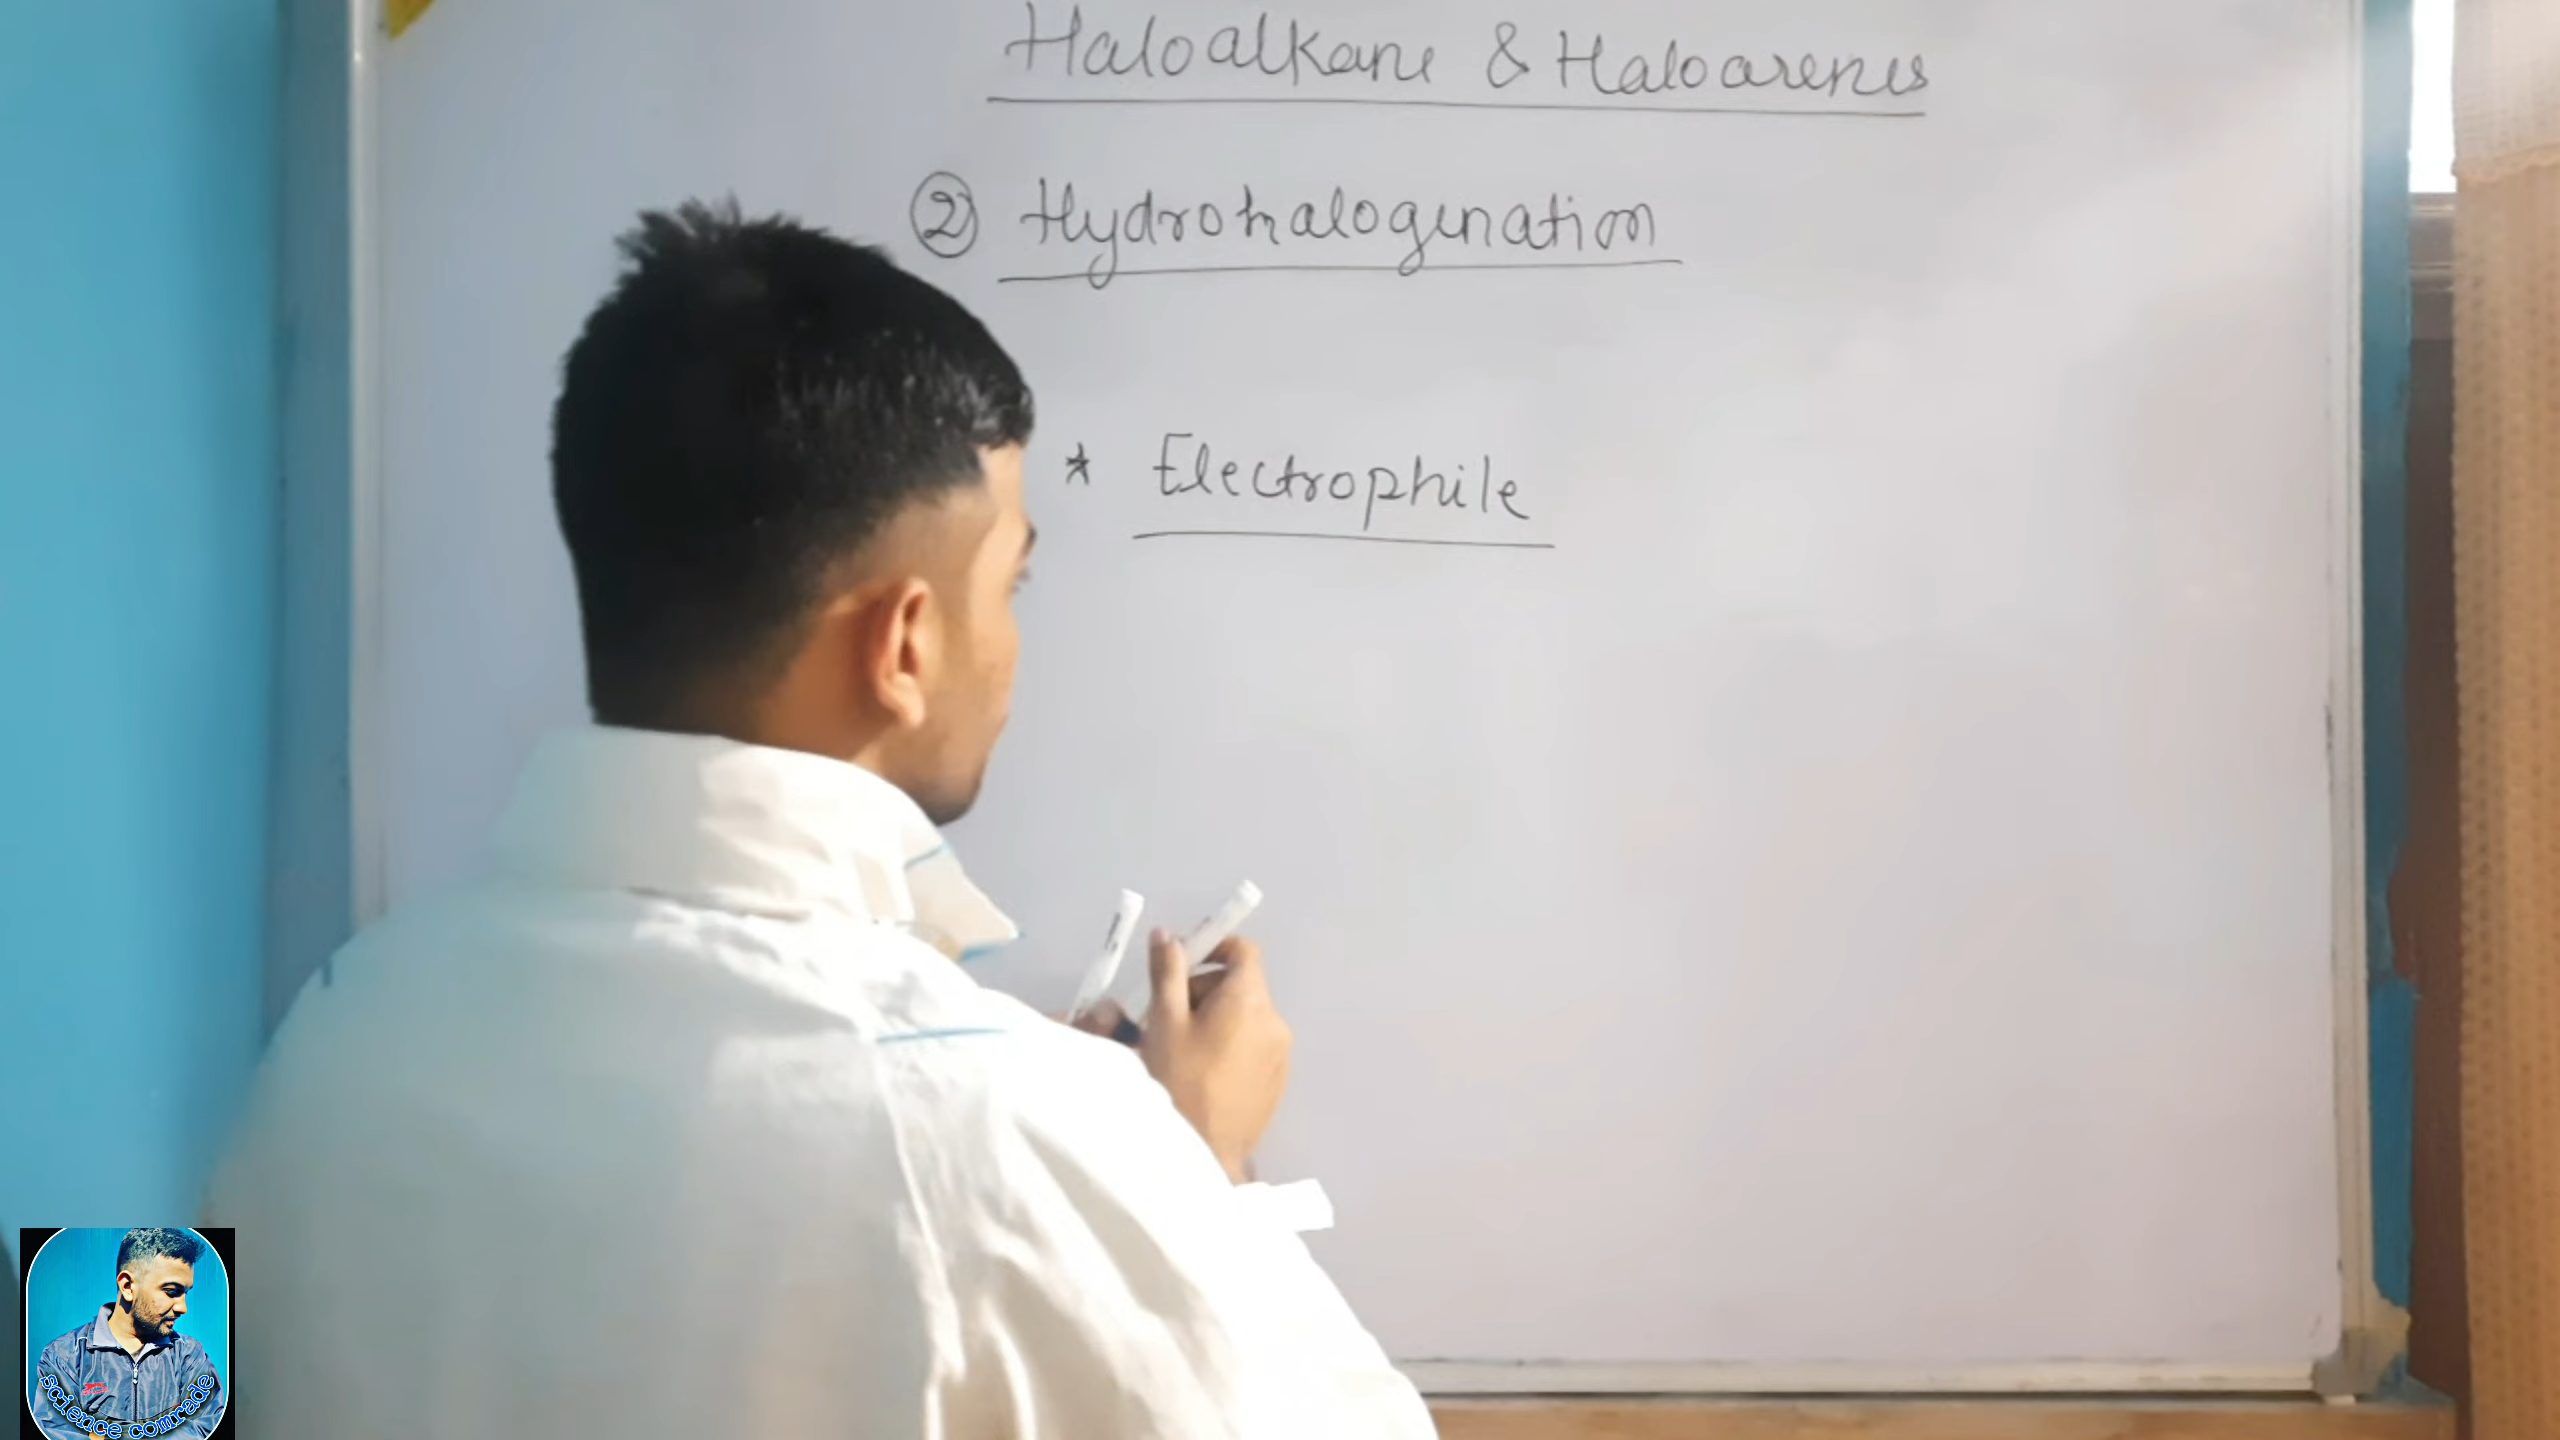 Haloalkane & Haloarenes
② Hydrohalogenation
* Electrophile
science comrade